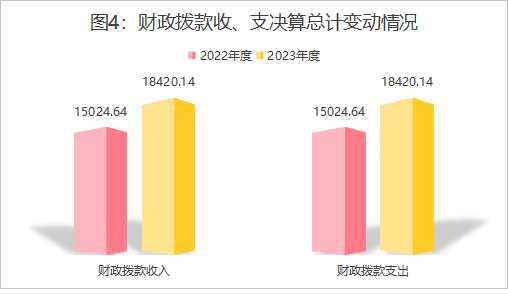 图4：财政拨款收、支决算总计变动情况
2022年度 2023年度
18420.14 18420.14
15024.64 15024.64
财政拨款收入 财政拨款支出